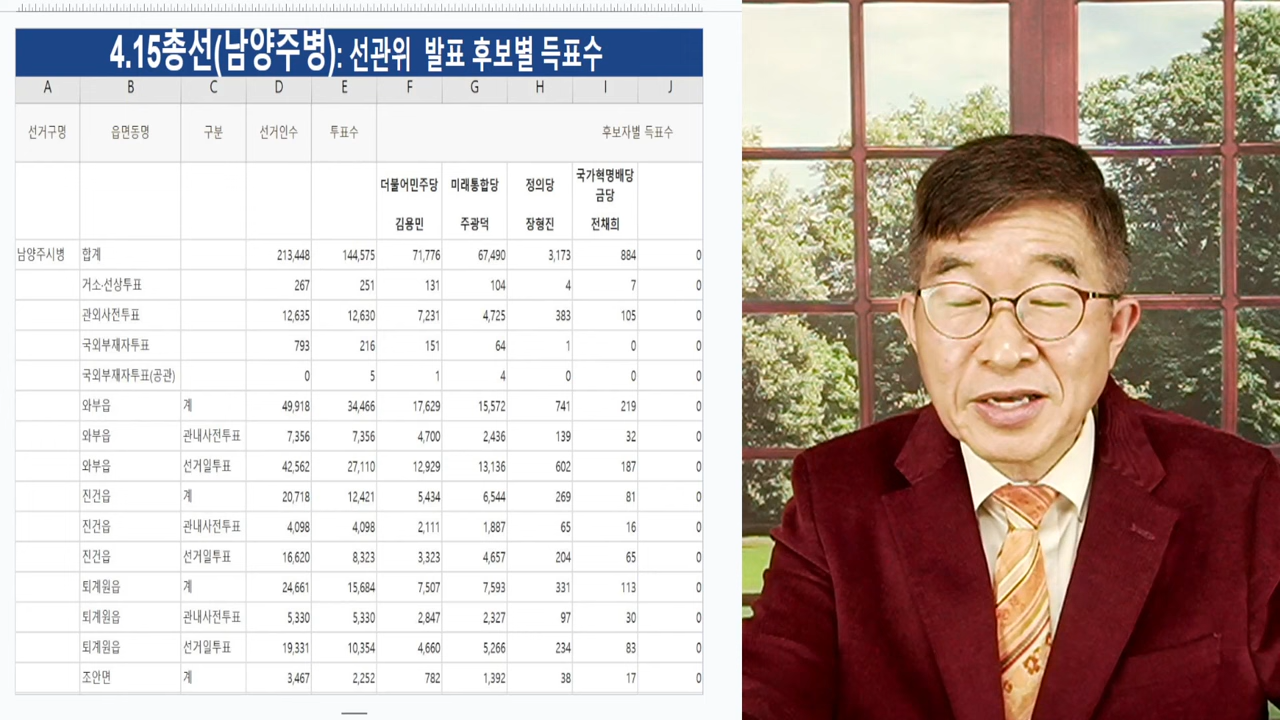 4.15총선(남양주병): 선관위 발표 후보별 득표수
A B C D E F G H I J
선거구명 읍면동명 구분 선거인수 투표수 후보자별 득표수
더불어민주당 미래통합당 정의당 국가혁명배당금당
김용민 주광덕 장형진 전채희
남양주시병 합계 213,448 144,575 71,776 67,490 3,173 884 0
거소·선상투표 267 251 131 104 4 7 0
관외사전투표 12,635 12,630 7,231 4,725 383 105 0
국외부재자투표 793 216 151 64 1 0 0
국외부재자투표(공관) 0 5 1 4 0 0 0
와부읍 계 49,918 34,466 17,629 15,572 741 219 0
와부읍 관내사전투표 7,356 7,356 4,700 2,436 139 32 0
와부읍 선거일투표 42,562 27,110 12,929 13,136 602 187 0
진건읍 계 20,718 12,421 5,434 6,544 269 81 0
진건읍 관내사전투표 4,098 4,098 2,111 1,887 65 16 0
진건읍 선거일투표 16,620 8,323 3,323 4,657 204 65 0
퇴계원읍 계 24,661 15,684 7,507 7,593 331 113 0
퇴계원읍 관내사전투표 5,330 5,330 2,847 2,327 97 30 0
퇴계원읍 선거일투표 19,331 10,354 4,660 5,266 234 83 0
조안면 계 3,467 2,252 782 1,392 38 17 0